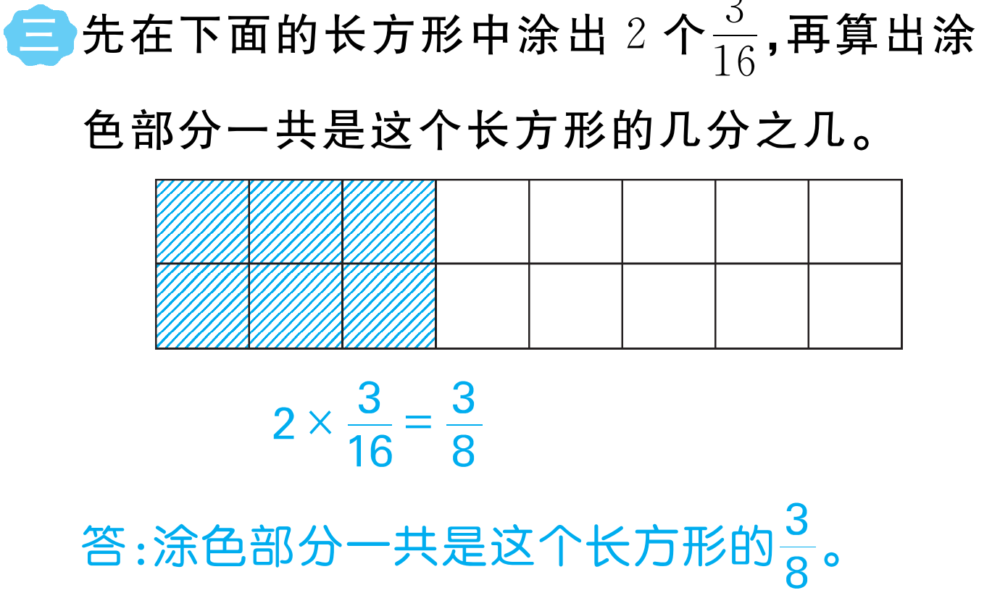 三 先在下面的长方形中涂出 2 个 3/16,再算出涂
色部分一共是这个长方形的几分之几。
2 × 3/16 = 3/8
答:涂色部分一共是这个长方形的 3/8。